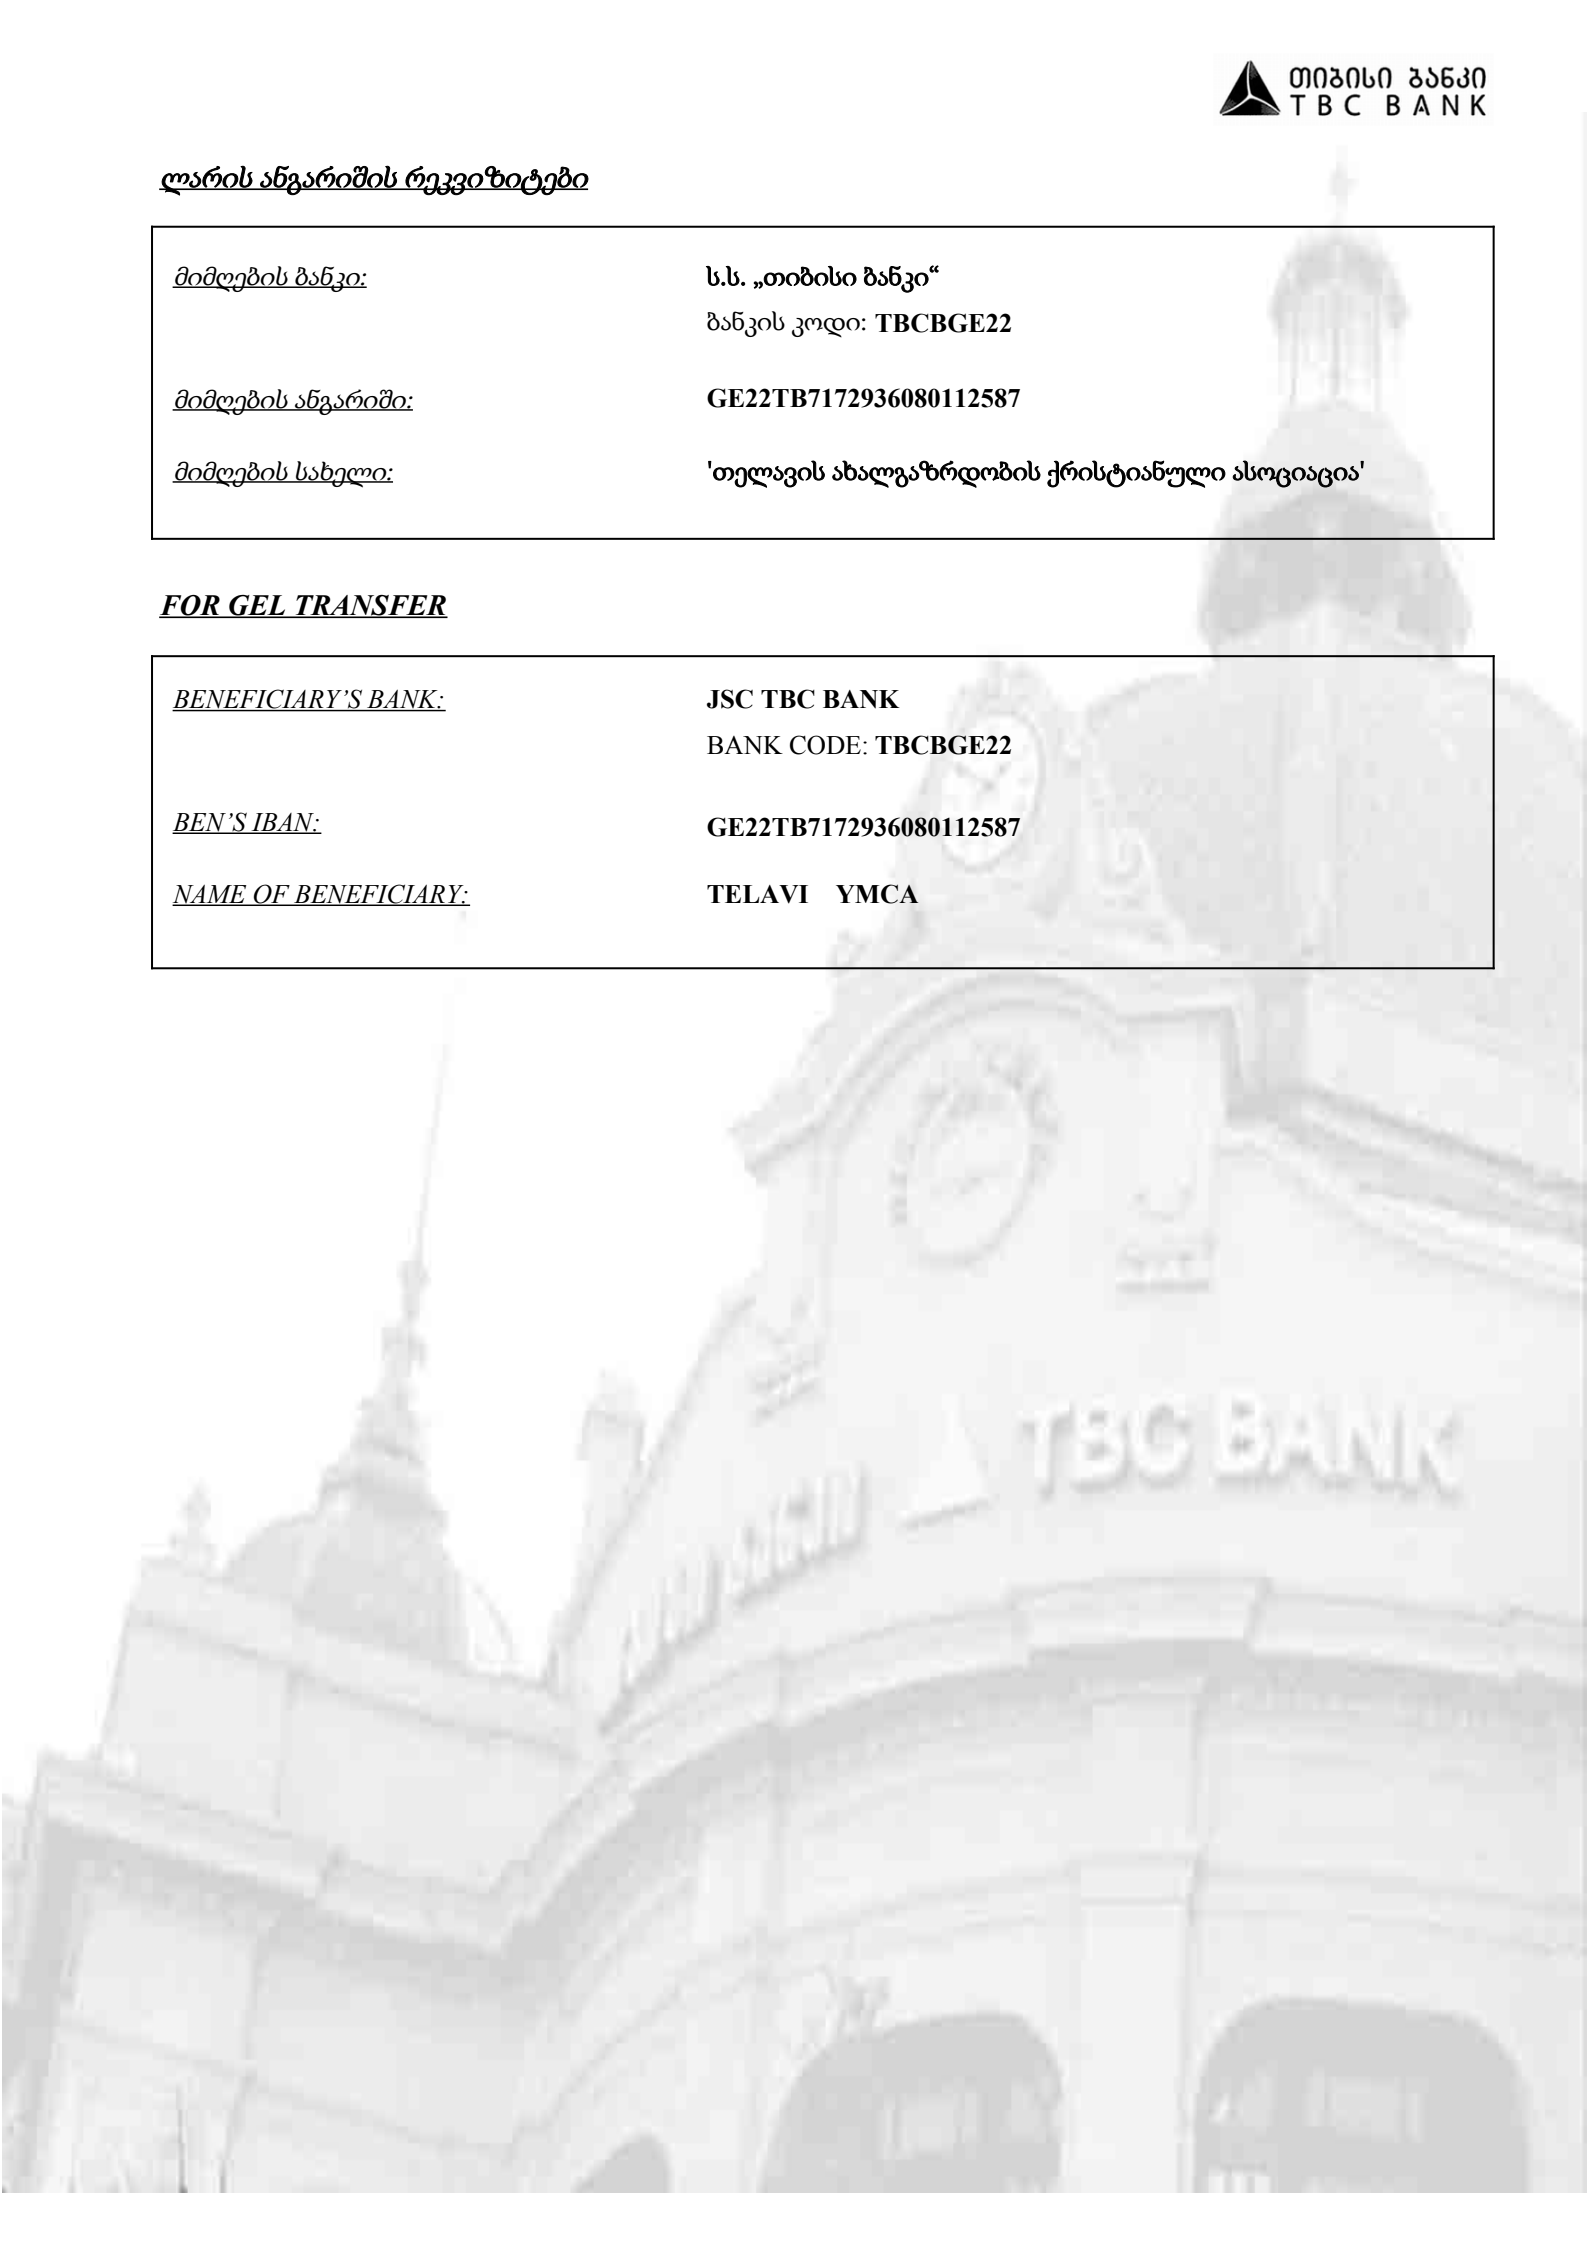 თიბისი ბანკი
TBC BANK
ლარის ანგარიშის რეკვიზიტები
მიმღების ბანკი: ს.ს. „თიბისი ბანკი“
ბანკის კოდი: TBCBGE22
მიმღების ანგარიში: GE22TB7172936080112587
მიმღების სახელი: 'თელავის ახალგაზრდობის ქრისტიანული ასოციაცია'
FOR GEL TRANSFER
BENEFICIARY’S BANK: JSC TBC BANK
BANK CODE: TBCBGE22
BEN’S IBAN: GE22TB7172936080112587
NAME OF BENEFICIARY: TELAVI YMCA
TBC BANK